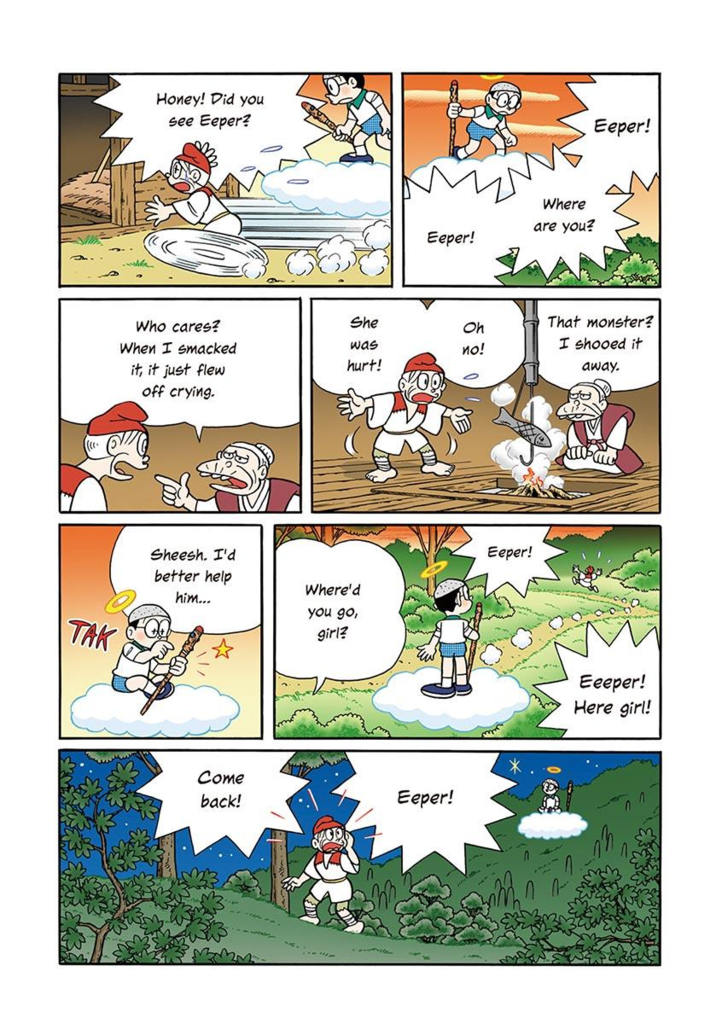 Eeper!
Where
are you?
Eeper!
Honey! Did you
see Eeper?
That monster?
I shooed it
away.
Oh
no!
She
was
hurt!
Who cares?
When I smacked
it, it just flew
off crying.
Eeper!
Eeeper!
Here girl!
Where'd
you go,
girl?
Sheesh. I'd
better help
him...
TAK
Eeper!
Come
back!